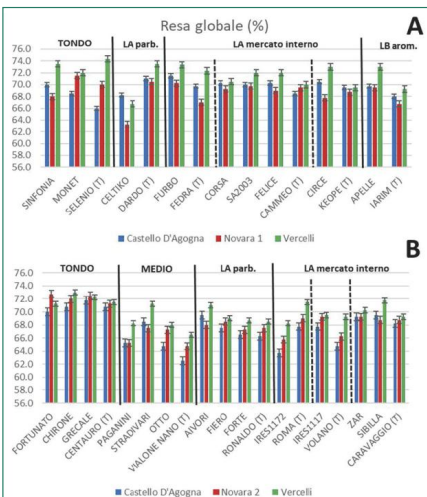 Resa globale (%)
A
TONDO
LA parb.
LA mercato interno
LB arom.
76.0
74.0
72.0
70.0
68.0
66.0
64.0
62.0
60.0
58.0
56.0
SINFONIA
MONET
SELENIO (T)
CELTIKO
DARDO (T)
FURBO
FEDRA (T)
CORSA
SA2003
FELICE
CAMMEO (T)
CIRCE
KEOPE (T)
APELLE
IARIM (T)
Castello D'Agogna
Novara 1
Vercelli
B
TONDO
MEDIO
LA parb.
LA mercato interno
76.0
74.0
72.0
70.0
68.0
66.0
64.0
62.0
60.0
58.0
56.0
FORTUNATO
CHIRONE
GRECALE
CENTAURO (T)
PAGANINI
STRADIVARI
OTTO
VIALONE NANO (T)
AIVORI
FIERO
FORTE
RONALDO (T)
IRES1172
ROMA (T)
IRES1117
VOLANO (T)
ZAR
SIBILLA
CARAVAGGIO (T)
Castello D'Agogna
Novara 2
Vercelli